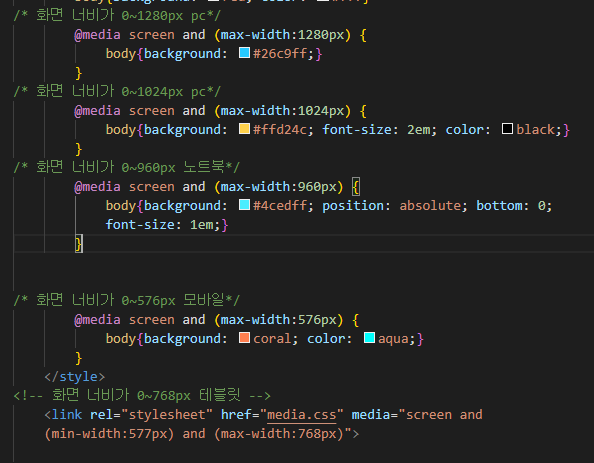 /* 화면 너비가 0~1280px pc*/
@media screen and (max-width:1280px) {
body{background: #26c9ff;}
}
/* 화면 너비가 0~1024px pc*/
@media screen and (max-width:1024px) {
body{background: #ffd24c; font-size: 2em; color: black;}
}
/* 화면 너비가 0~960px 노트북*/
@media screen and (max-width:960px) {
body{background: #4cedff; position: absolute; bottom: 0;
font-size: 1em;}
}
/* 화면 너비가 0~576px 모바일*/
@media screen and (max-width:576px) {
body{background: coral; color: aqua;}
}
</style>
<!-- 화면 너비가 0~768px 테블릿 -->
<link rel="stylesheet" href="media.css" media="screen and
(min-width:577px) and (max-width:768px)">